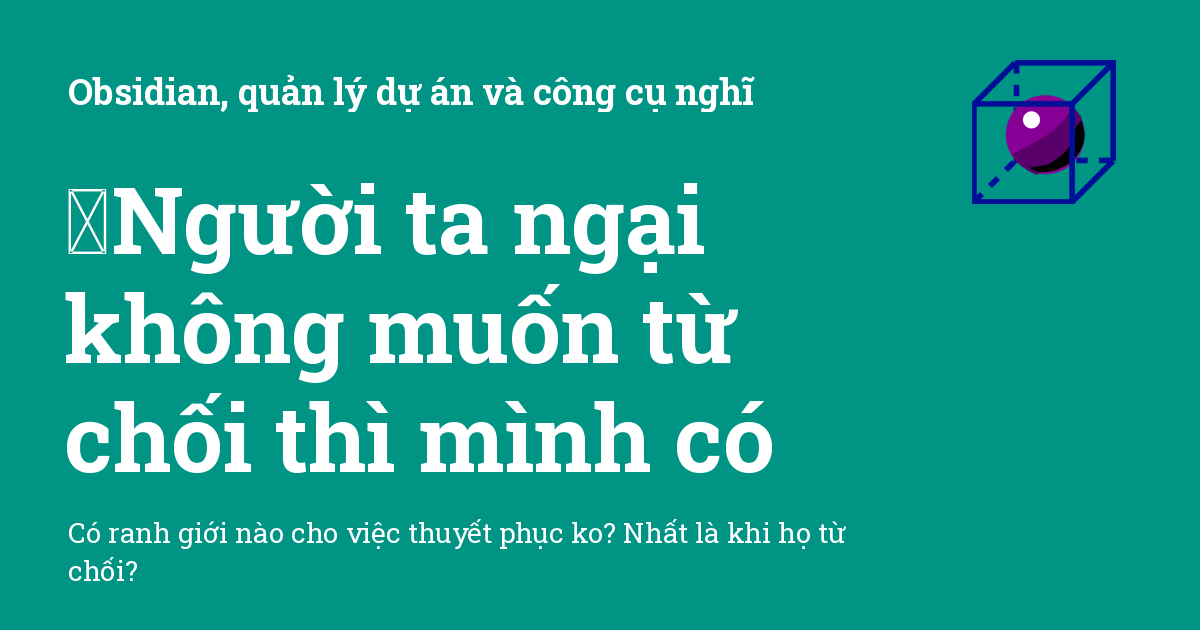 Obsidian, quản lý dự án và công cụ nghĩ
Người ta ngại
không muốn từ
chối thì mình có
Có ranh giới nào cho việc thuyết phục ko? Nhất là khi họ từ
chối?